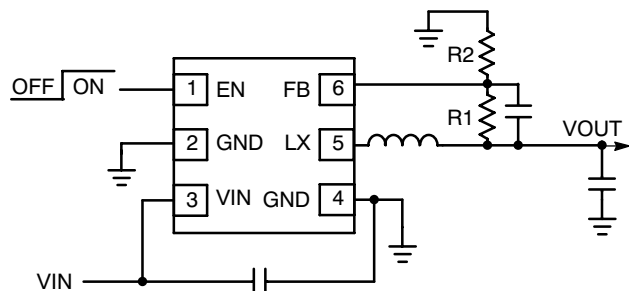 R2
OFF ON
1 EN FB 6
R1
2 GND LX 5
VOUT
3 VIN GND 4
VIN